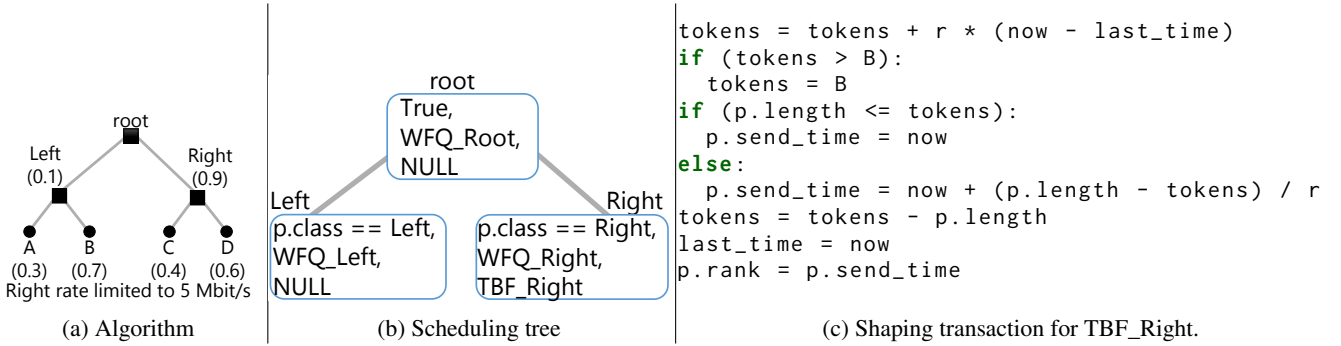 root
Left
(0.1)
Right
(0.9)
A
B
C
D
(0.3)
(0.7)
(0.4)
(0.6)
Right rate limited to 5 Mbit/s
(a) Algorithm
root
True,
WFQ_Root,
NULL
Left
p.class == Left,
WFQ_Left,
NULL
Right
p.class == Right,
WFQ_Right,
TBF_Right
(b) Scheduling tree
tokens = tokens + r * (now - last_time)
if (tokens > B):
  tokens = B
if (p.length <= tokens):
  p.send_time = now
else:
  p.send_time = now + (p.length - tokens) / r
tokens = tokens - p.length
last_time = now
p.rank = p.send_time
(c) Shaping transaction for TBF_Right.